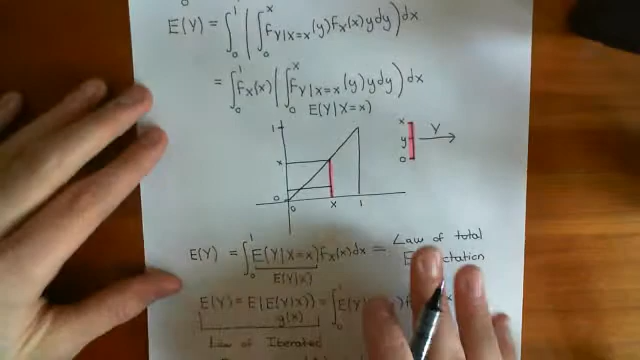 E(Y) = ∫₀¹ ( ∫₀ˣ f_{Y|X=x}(y) f_X(x) y dy ) dx
= ∫₀¹ f_X(x) ( ∫₀ˣ f_{Y|X=x}(y) y dy ) dx
E(Y|X=x)
1
x
0
0
x
1
x
y
0
Y
E(Y) = ∫₀¹ E(Y|X=x) f_X(x) dx = Law of total
E(Y|X)
E(Y) = E(E(Y|X)) = ∫₀¹ E(Y
g(X)
Law of Iterated